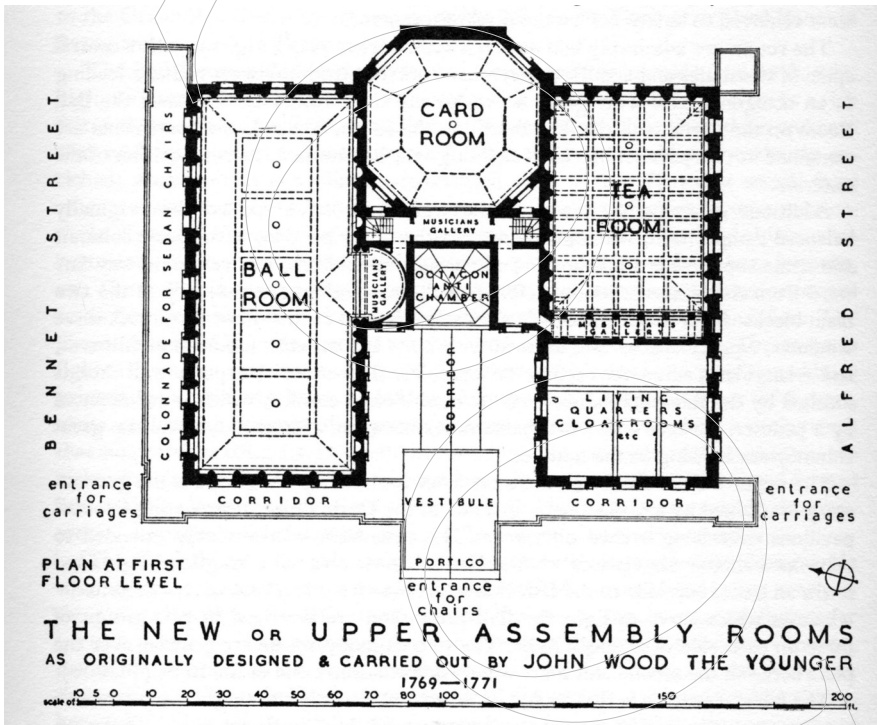 CARD
ROOM
MUSICIANS
GALLERY
TEA
ROOM
BENNET STREET
COLONNADE FOR SEDAN CHAIRS
BALL
ROOM
MUSICIANS
GALLERY
OCTAGON
ANTI
CHAMBER
ALFRED STREET
CORRIDOR
QUARTERS
CLOAKROOMS
etc
entrance
for
carriages
CORRIDOR
VESTIBULE
CORRIDOR
entrance
for
carriages
PLAN AT FIRST
FLOOR LEVEL
PORTICO
entrance
for
chairs
THE NEW OR UPPER ASSEMBLY ROOMS
AS ORIGINALLY DESIGNED & CARRIED OUT BY JOHN WOOD THE YOUNGER
1769–1771
scale of 10 5 0 10 20 30 40 50 60 70 80 100 150 200 ft.